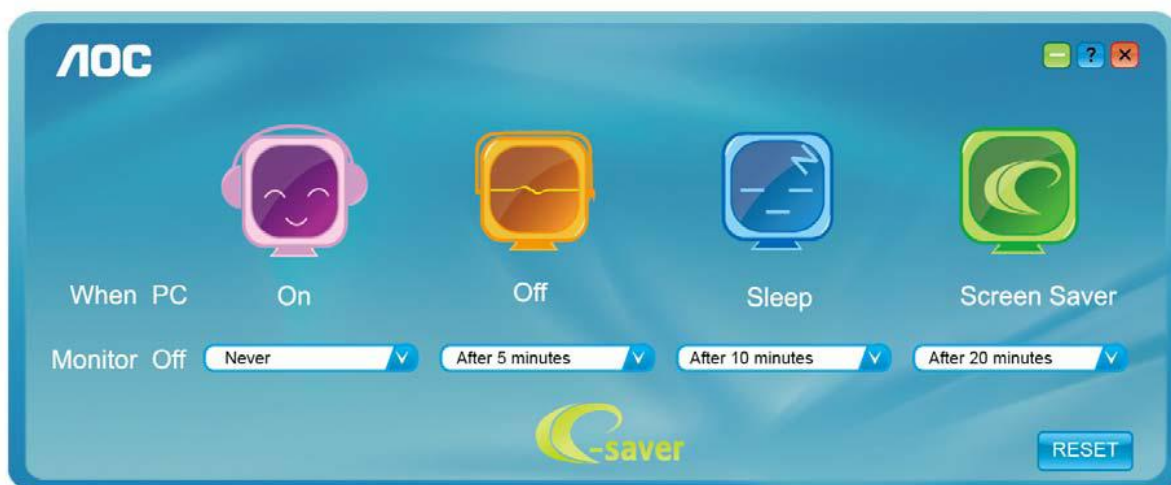 AOC
?
When PC On Off Sleep Screen Saver
Monitor Off Never After 5 minutes After 10 minutes After 20 minutes
e-saver
RESET